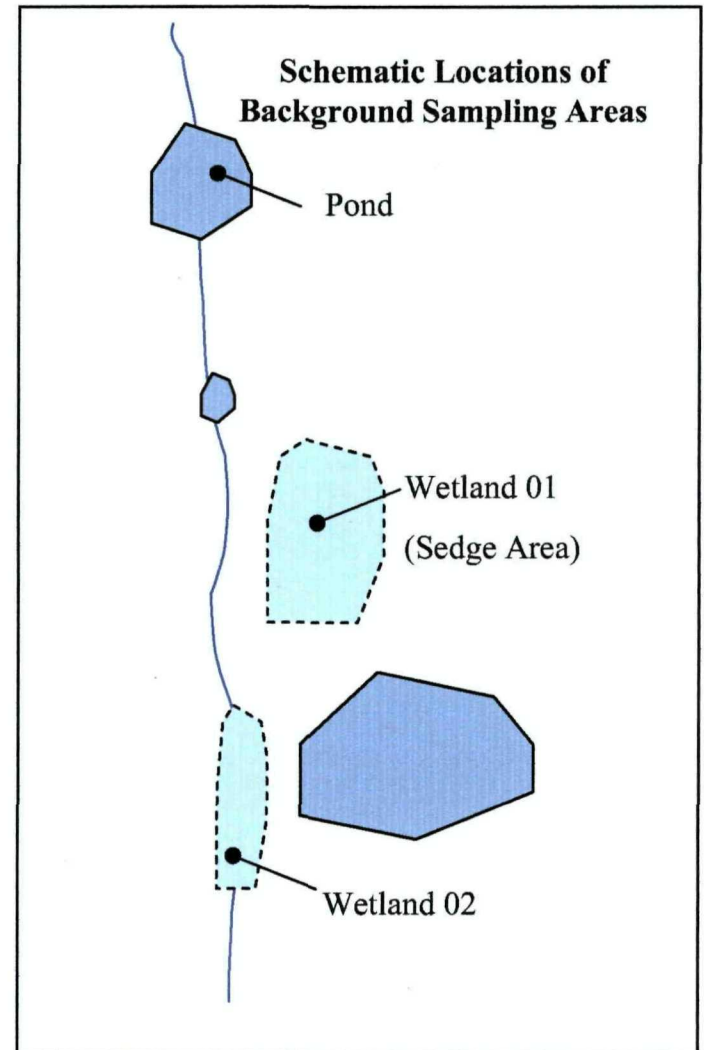 Schematic Locations of
Background Sampling Areas
Pond
Wetland 01
(Sedge Area)
Wetland 02